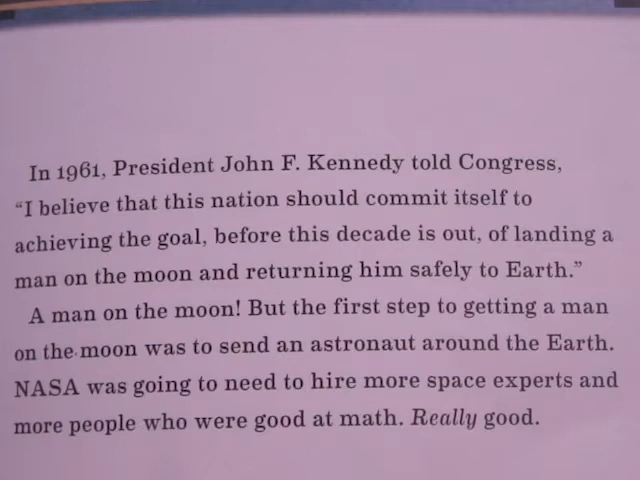 In 1961, President John F. Kennedy told Congress,
“I believe that this nation should commit itself to
achieving the goal, before this decade is out, of landing a
man on the moon and returning him safely to Earth.”
A man on the moon! But the first step to getting a man
on the moon was to send an astronaut around the Earth.
NASA was going to need to hire more space experts and
more people who were good at math. Really good.